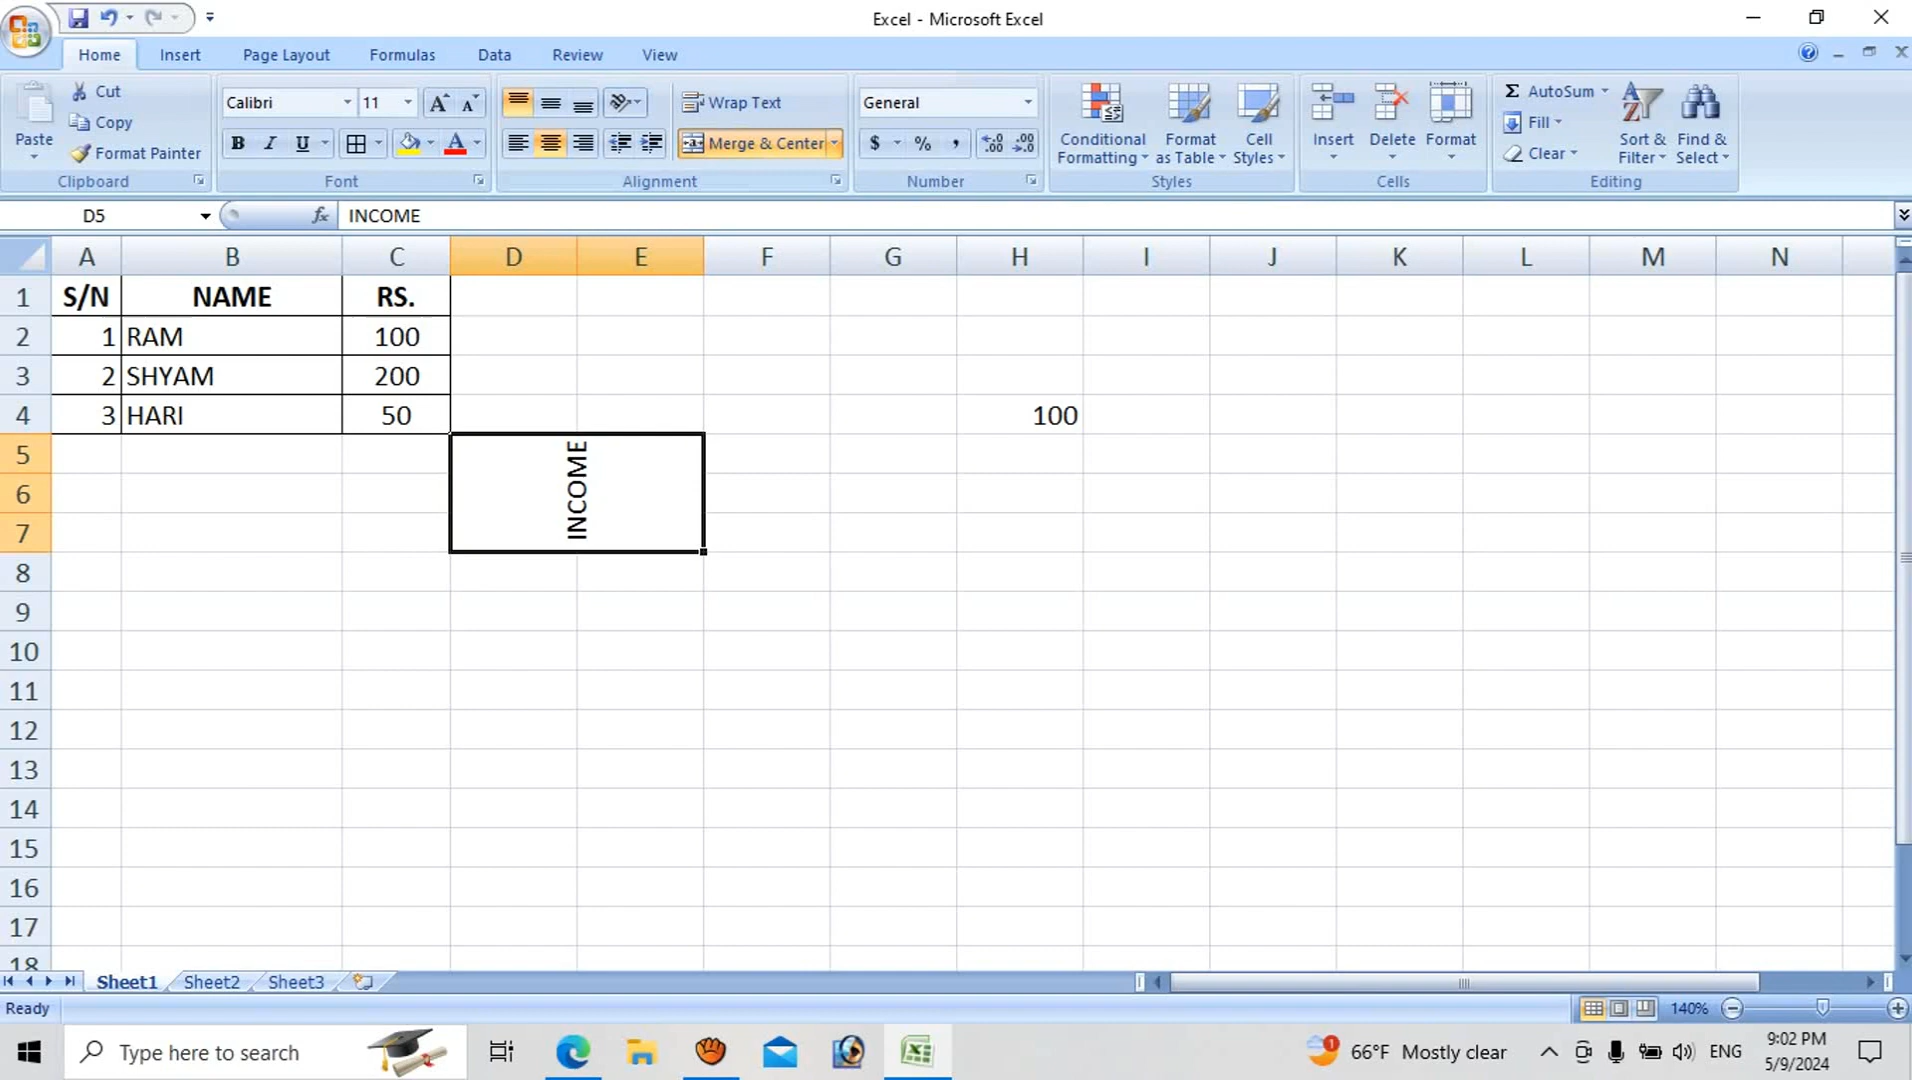 Excel - Microsoft Excel
Home Insert Page Layout Formulas Data Review View
Paste
Cut
Copy
Format Painter
Clipboard
Calibri 11
B I U A
Font
Wrap Text
Merge & Center
Alignment
General
$ % ,
Number
Conditional Formatting
Format as Table
Cell Styles
Styles
Insert Delete Format
Cells
Σ AutoSum
Fill
Clear
Sort & Filter
Find & Select
Editing
D5 fx INCOME
A B C D E F G H I J K L M N
1 S/N NAME RS.
2 1 RAM 100
3 2 SHYAM 200
4 3 HARI 50 100
5
6 INCOME
7
8
9
10
11
12
13
14
15
16
17
18
Sheet1 Sheet2 Sheet3
Ready 140%
Type here to search
1 66°F Mostly clear ENG
9:02 PM
5/9/2024